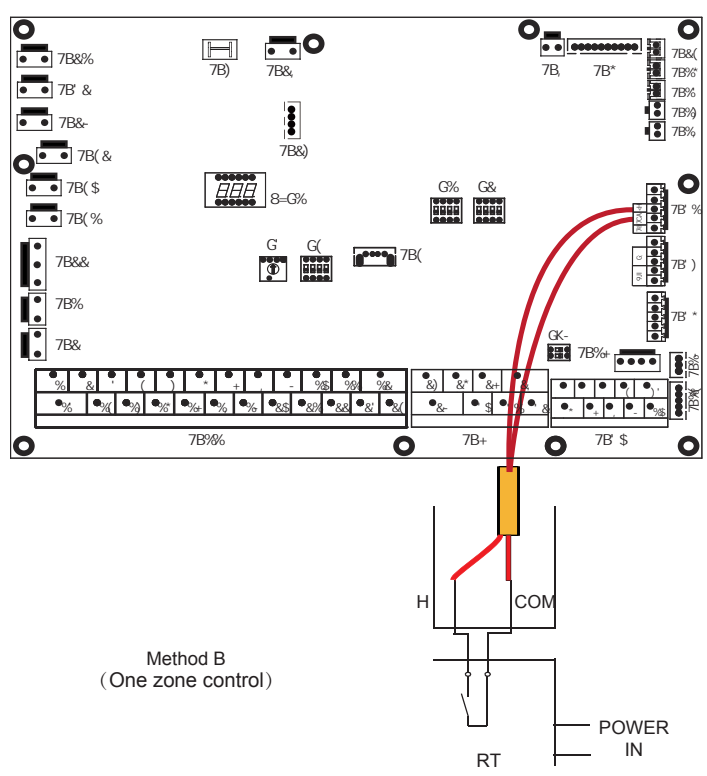 7B) 7B&, 7B, 7B*
7B&% 7B&(
7B' & 7B%*
7B&- 7B%'
7B%)
7B&) 7B%,
7B( &
7B( $ 8=G% G% G& 7B' %
7B( %
G' G( 7B( 7B' )
7B&& G
7B% 7B' *
GK- 7B%+ 7B%-
7B&
% & ' ( ) * + , - %$ %% %& &) &* &+ &
%' %( %) %* %+ %, %- &$ &% && &' &( &- ' $ ' % ' &
* + , - %$
7B%% 7B+ 7B' $
H COM
Method B
（One zone control）
POWER
IN
RT